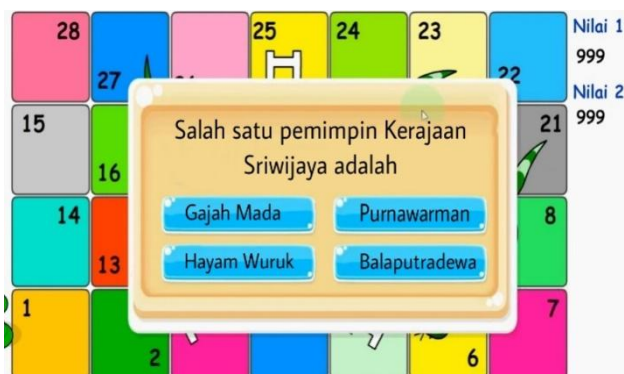 28
25
24
23
Nilai 1
999
27
22
Nilai 2
999
15
21
16
Salah satu pemimpin Kerajaan
Sriwijaya adalah
Gajah Mada
Purnawarman
14
8
13
Hayam Wuruk
Balaputradewa
1
7
2
6